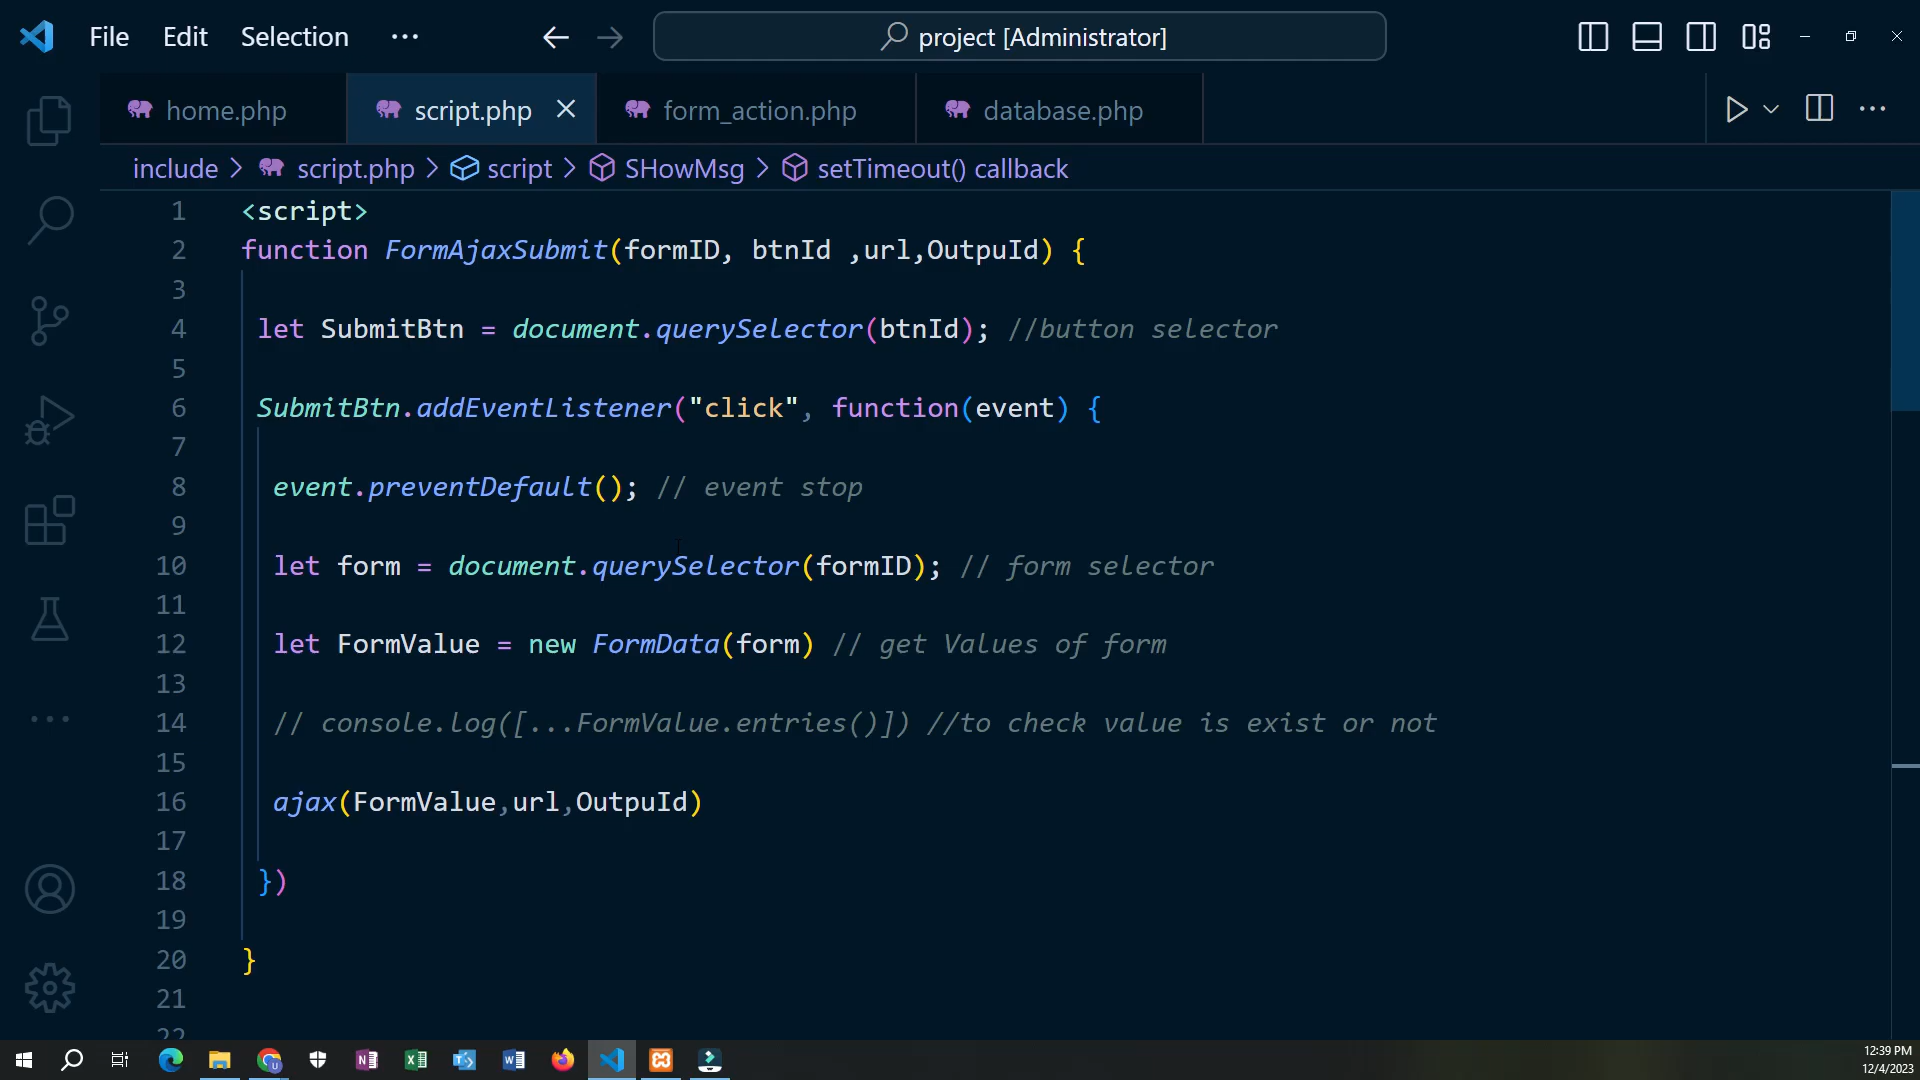 File Edit Selection ··· project [Administrator]
home.php script.php form_action.php database.php
include > script.php > script > SHowMsg > setTimeout() callback
1 <script>
2 function FormAjaxSubmit(formID, btnId ,url,OutpuId) {
3
4 let SubmitBtn = document.querySelector(btnId); //button selector
5
6 SubmitBtn.addEventListener("click", function(event) {
7
8 event.preventDefault(); // event stop
9
10 let form = document.querySelector(formID); // form selector
11
12 let FormValue = new FormData(form) // get Values of form
13
14 // console.log([...FormValue.entries()]) //to check value is exist or not
15
16 ajax(FormValue,url,OutpuId)
17
18 })
19
20 }
21
22
12:39 PM
12/4/2023